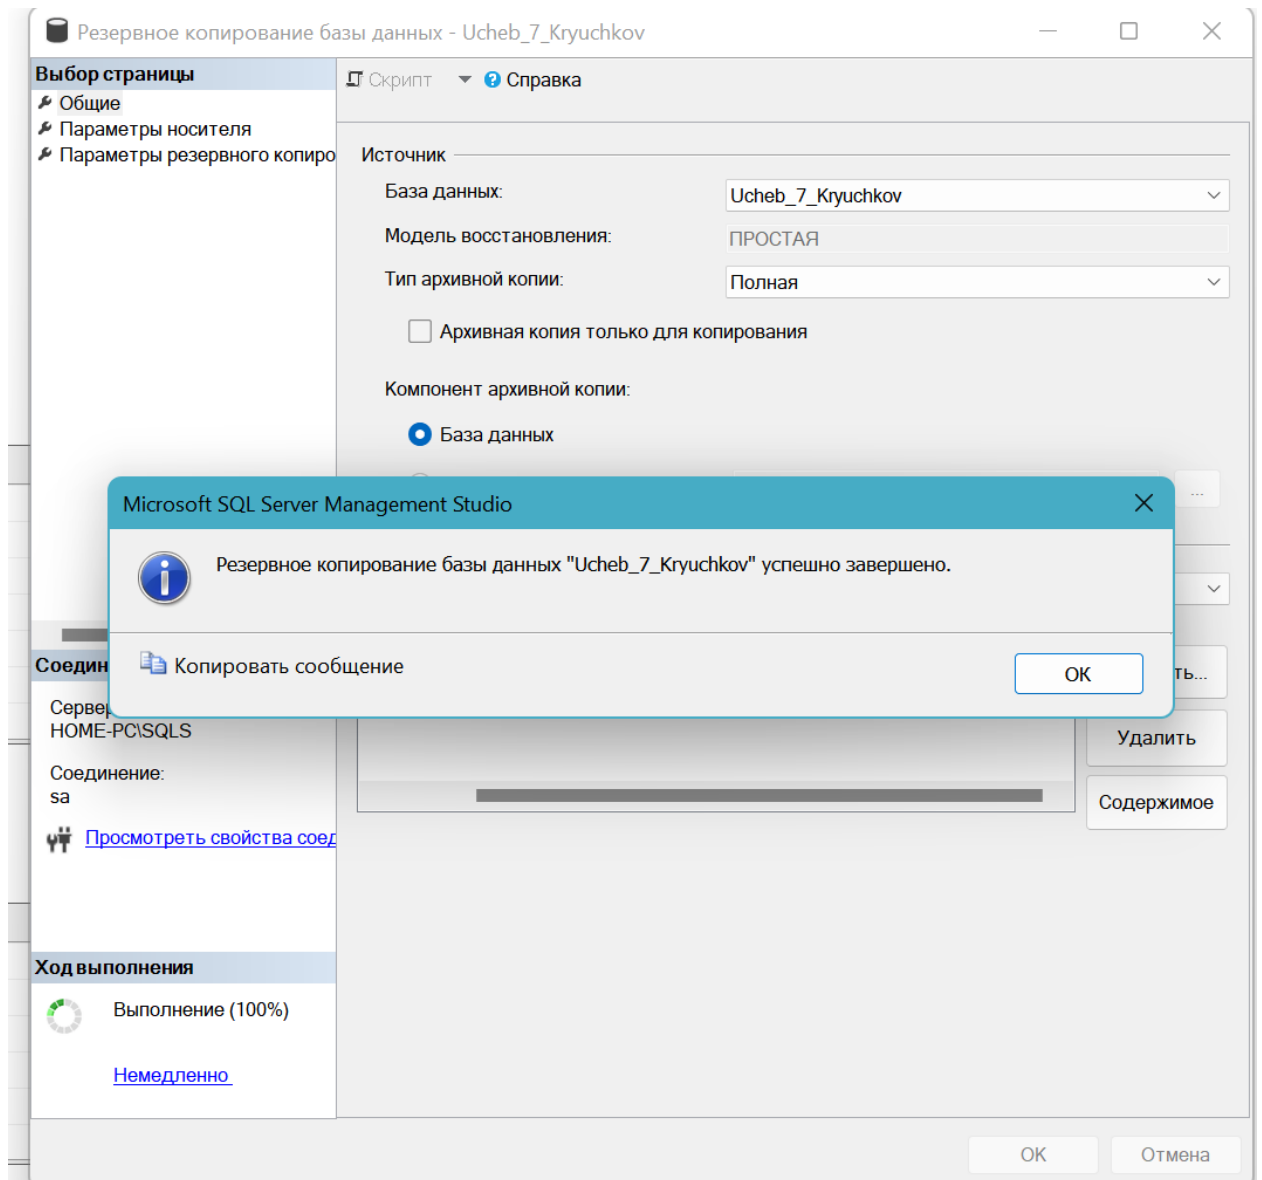 Резервное копирование базы данных - Ucheb_7_Kryuchkov
Выбор страницы
Общие
Параметры носителя
Параметры резервного копиро
Скрипт
Справка
Источник
База данных:
Ucheb_7_Kryuchkov
Модель восстановления:
ПРОСТАЯ
Тип архивной копии:
Полная
Архивная копия только для копирования
Компонент архивной копии:
База данных
...
Microsoft SQL Server Management Studio
Резервное копирование базы данных "Ucheb_7_Kryuchkov" успешно завершено.
Копировать сообщение
ОК
ть...
Удалить
Содержимое
Соедин
Сервер
HOME-PC\SQLS
Соединение:
sa
Просмотреть свойства соед
Ход выполнения
Выполнение (100%)
Немедленно
ОК
Отмена